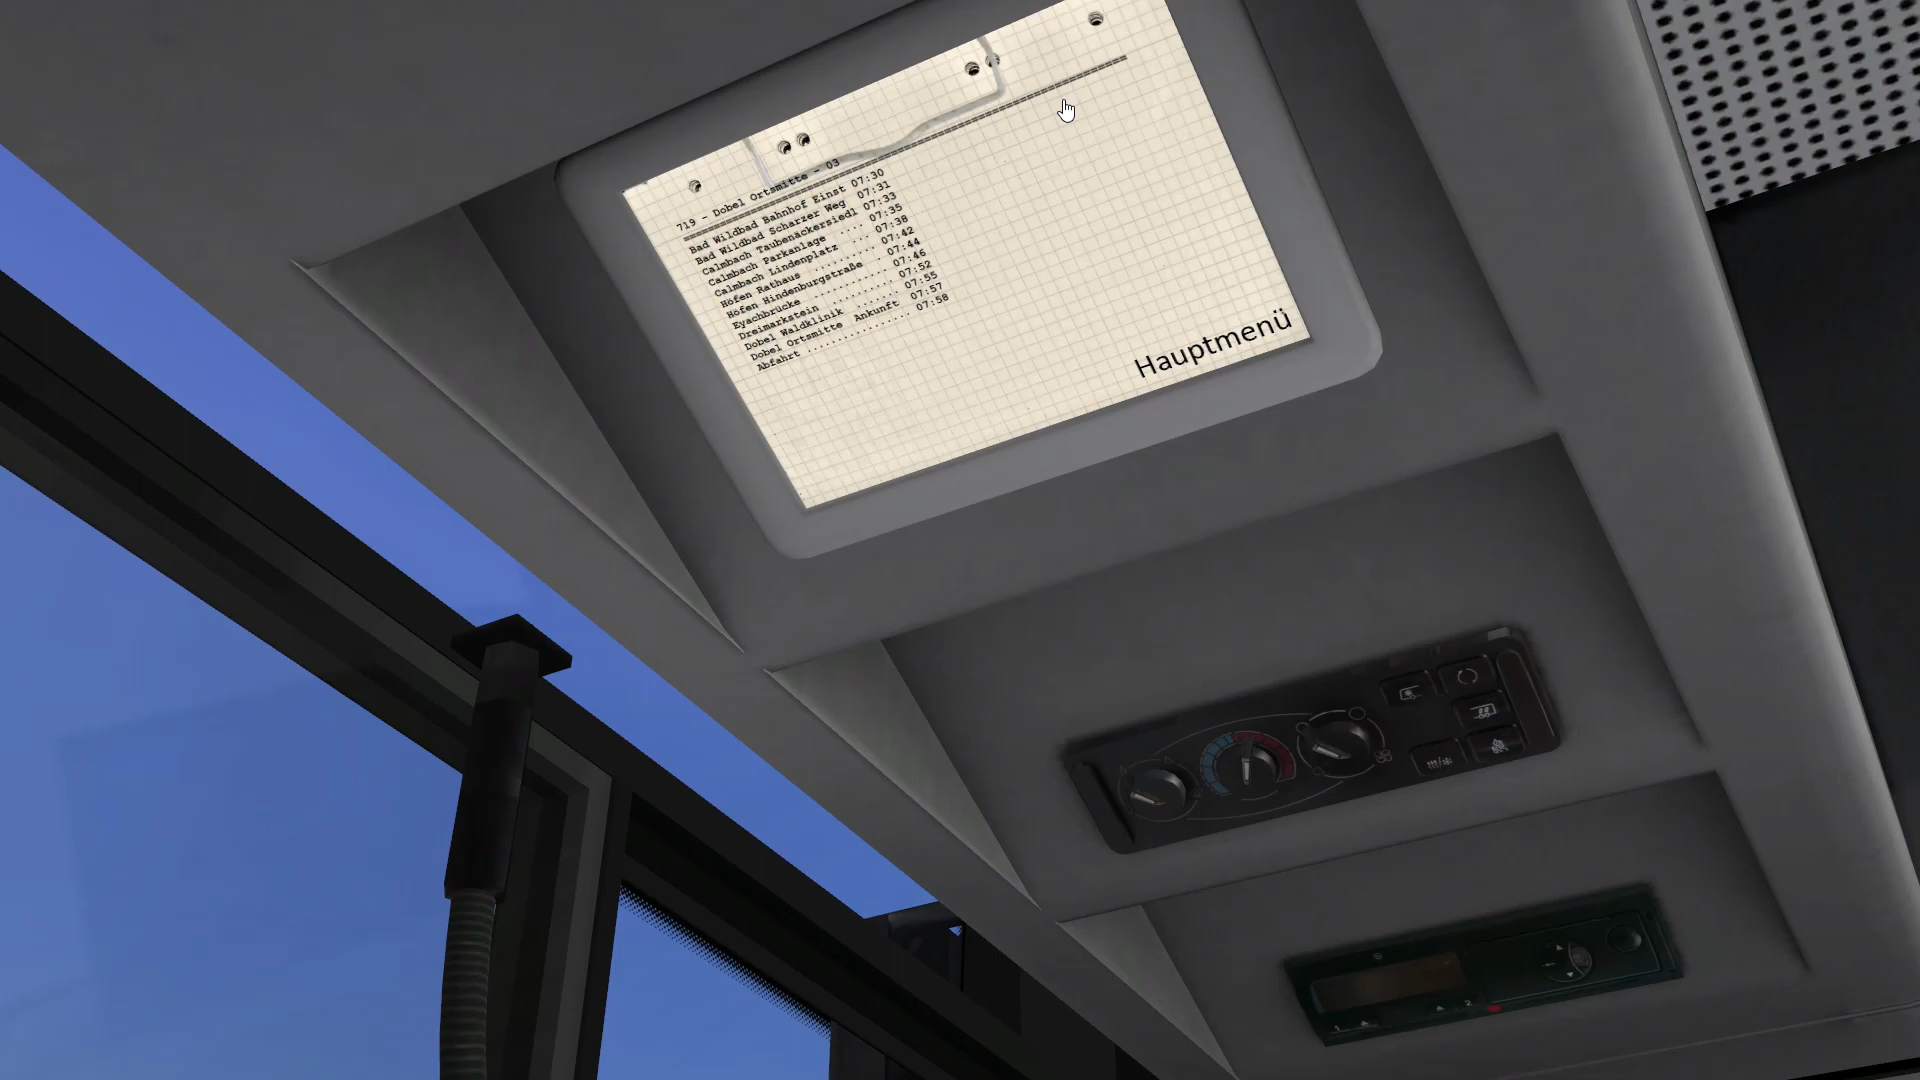 719 - Dobel Ortsmitte - 03
Bad Wildbad Bahnhof Einst 07:30
Bad Wildbad Scharzer Weg 07:31
Calmbach Taubenäckersiedl 07:33
Calmbach Parkanlage .... 07:35
Calmbach Lindenplatz ... 07:38
Höfen Rathaus .......... 07:42
Höfen Hindenburgstraße .... 07:44
Eyachbrücke ............ 07:46
Dreimarkstein .......... 07:52
Dobel Waldklinik ...... 07:55
Dobel Ortsmitte Ankunft 07:57
Abfahrt ................ 07:58
Hauptmenü
1
2